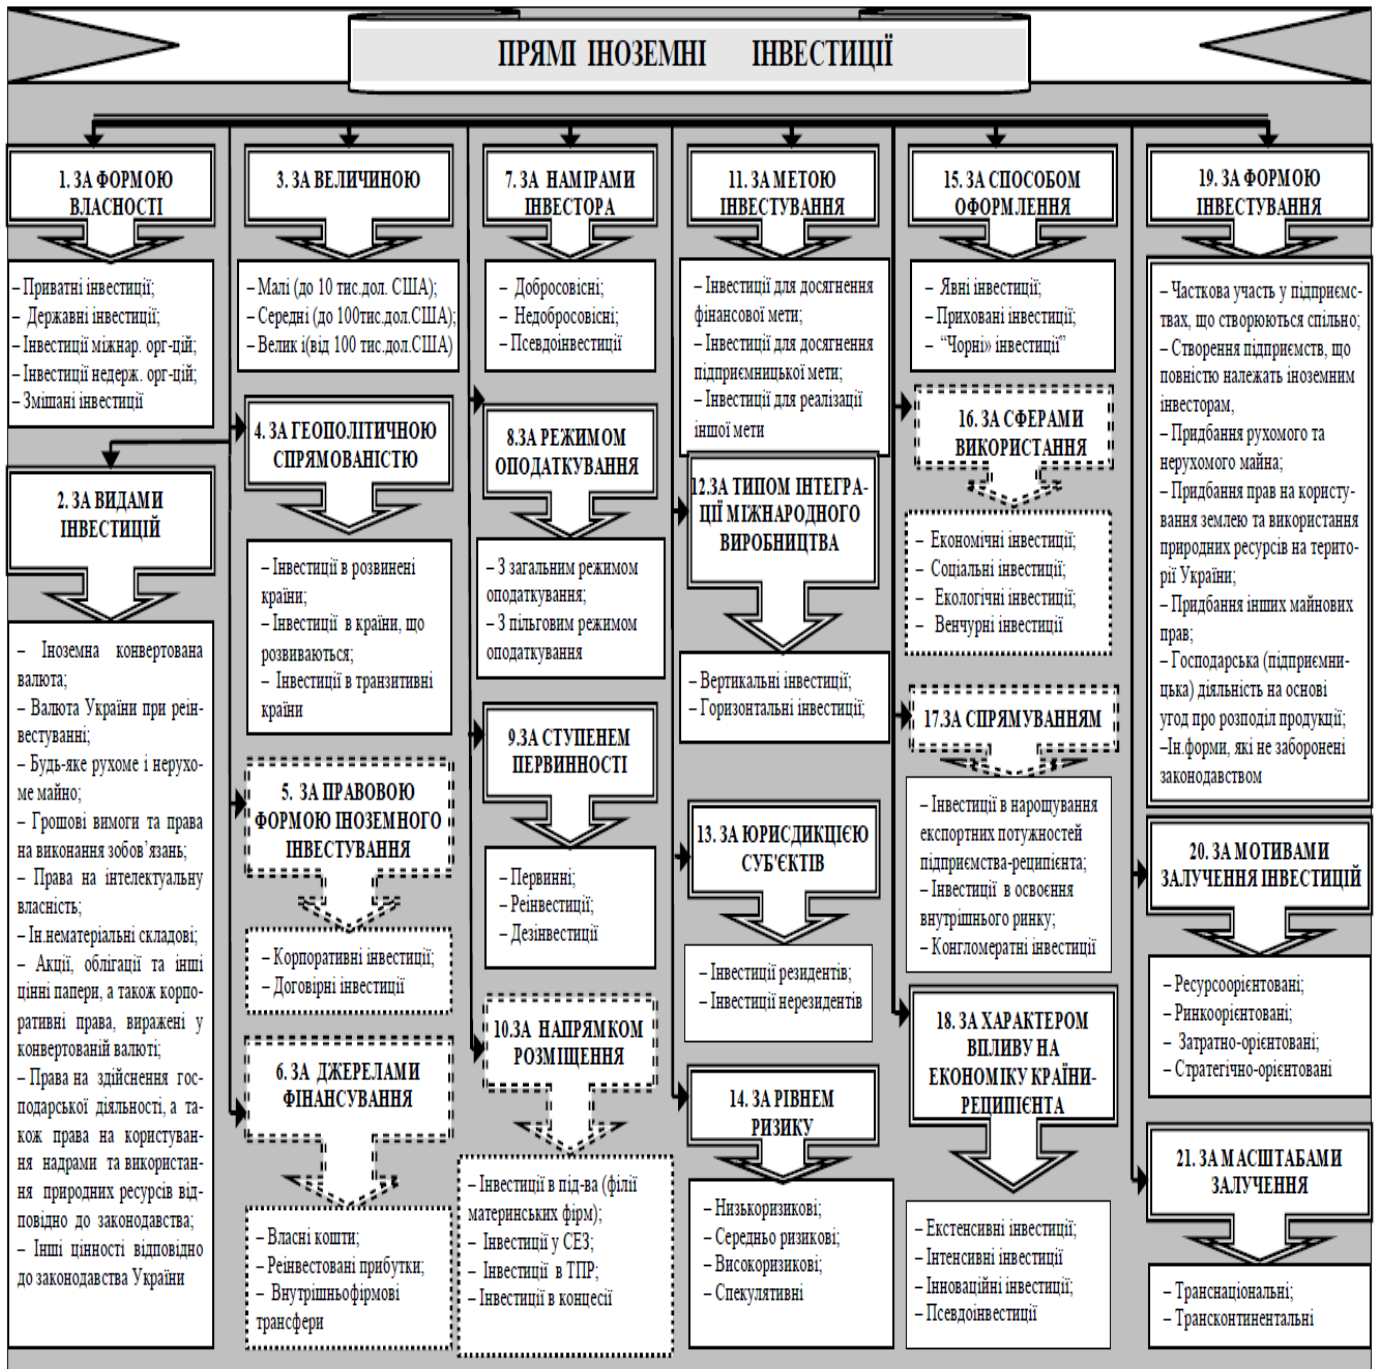 ПРЯМІ ІНОЗЕМНІ ІНВЕСТИЦІЇ
1. ЗА ФОРМОЮ
ВЛАСНОСТІ
– Приватні інвестиції;
– Державні інвестиції;
– Інвестиції міжнар. орг-цій;
– Інвестиції недерж. орг-цій;
– Змішані інвестиції
2. ЗА ВИДАМИ
ІНВЕСТИЦІЙ
– Іноземна конвертована
валюта;
– Валюта України при реін-
вестуванні;
– Будь-яке рухоме і нерухо-
ме майно;
– Грошові вимоги та права
на виконання зобов’язань;
– Права на інтелектуальну
власність;
– Ін.нематеріальні складові;
– Акції, облігації та інші
цінні папери, а також корпо-
ративні права, виражені у
конвертованій валюті;
– Права на здійснення гос-
подарської діяльності, а та-
кож права на користуван-
ня надрами та використан-
ня природних ресурсів від-
повідно до законодавства;
– Інші цінності відповідно
до законодавства України
3. ЗА ВЕЛИЧИНОЮ
– Малі (до 10 тис.дол. США);
– Середні (до 100тис.дол.США);
– Велик і(від 100 тис.дол.США)
4. ЗА ГЕОПОЛІТИЧНОЮ
СПРЯМОВАНІСТЮ
– Інвестиції в розвинені
країни;
– Інвестиції в країни, що
розвиваються;
– Інвестиції в транзитивні
країни
5. ЗА ПРАВОВОЮ
ФОРМОЮ ІНОЗЕМНОГО
ІНВЕСТУВАННЯ
– Корпоративні інвестиції;
– Договірні інвестиції
6. ЗА ДЖЕРЕЛАМИ
ФІНАНСУВАННЯ
– Власні кошти;
– Реінвестовані прибутки;
– Внутрішньофірмові
трансфери
7. ЗА НАМІРАМИ
ІНВЕСТОРА
– Добросовісні;
– Недобросовісні;
– Псевдоінвестиції
8.ЗА РЕЖИМОМ
ОПОДАТКУВАННЯ
– З загальним режимом
оподаткування;
– З пільговим режимом
оподаткування
9.ЗА СТУПЕНЕМ
ПЕРВИННОСТІ
– Первинні;
– Реінвестиції;
– Дезінвестиції
10.ЗА НАПРЯМКОМ
РОЗМІЩЕННЯ
– Інвестиції в під-ва (філії
материнських фірм);
– Інвестиції у СЕЗ;
– Інвестиції в ТПР;
– Інвестиції в концесії
11. ЗА МЕТОЮ
ІНВЕСТУВАННЯ
– Інвестиції для досягнення
фінансової мети;
– Інвестиції для досягнення
підприємницької мети;
– Інвестиції для реалізації
іншої мети
12.ЗА ТИПОМ ІНТЕГРА-
ЦІЇ МІЖНАРОДНОГО
ВИРОБНИЦТВА
– Вертикальні інвестиції;
– Горизонтальні інвестиції;
13. ЗА ЮРИСДИКЦІЄЮ
СУБ'ЄКТІВ
– Інвестиції резидентів;
– Інвестиції нерезидентів
14. ЗА РІВНЕМ
РИЗИКУ
– Низькоризикові;
– Середньо ризикові;
– Високоризикові;
– Спекулятивні
15. ЗА СПОСОБОМ
ОФОРМЛЕННЯ
– Явні інвестиції;
– Приховані інвестиції;
– “Чорні» інвестиції”
16. ЗА СФЕРАМИ
ВИКОРИСТАННЯ
– Економічні інвестиції;
– Соціальні інвестиції;
– Екологічні інвестиції;
– Венчурні інвестиції
17.ЗА СПРЯМУВАННЯМ
– Інвестиції в нарощування
експортних потужностей
підприємства-реципієнта;
– Інвестиції в освоєння
внутрішнього ринку;
– Конгломератні інвестиції
18. ЗА ХАРАКТЕРОМ
ВПЛИВУ НА
ЕКОНОМІКУ КРАЇНИ-
РЕЦИПІЄНТА
– Екстенсивні інвестиції;
– Інтенсивні інвестиції
– Інноваційні інвестиції;
– Псевдоінвестиції
19. ЗА ФОРМОЮ
ІНВЕСТУВАННЯ
– Часткова участь у підприємс-
твах, що створюються спільно;
– Створення підприємств, що
повністю належать іноземним
інвесторам,
– Придбання рухомого та
нерухомого майна;
– Придбання прав на користу-
вання землею та використання
природних ресурсів на терито-
рії України;
– Придбання інших майнових
прав;
– Господарська (підприємни-
цька) діяльність на основі
угод про розподіл продукції;
–Ін.форми, які не заборонені
законодавством
20. ЗА МОТИВАМИ
ЗАЛУЧЕННЯ ІНВЕСТИЦІЙ
– Ресурсоорієнтовані;
– Ринкоорієнтовані;
– Затратно-орієнтовані;
– Стратегічно-орієнтовані
21. ЗА МАСШТАБАМИ
ЗАЛУЧЕННЯ
– Транснаціональні;
– Трансконтинентальні